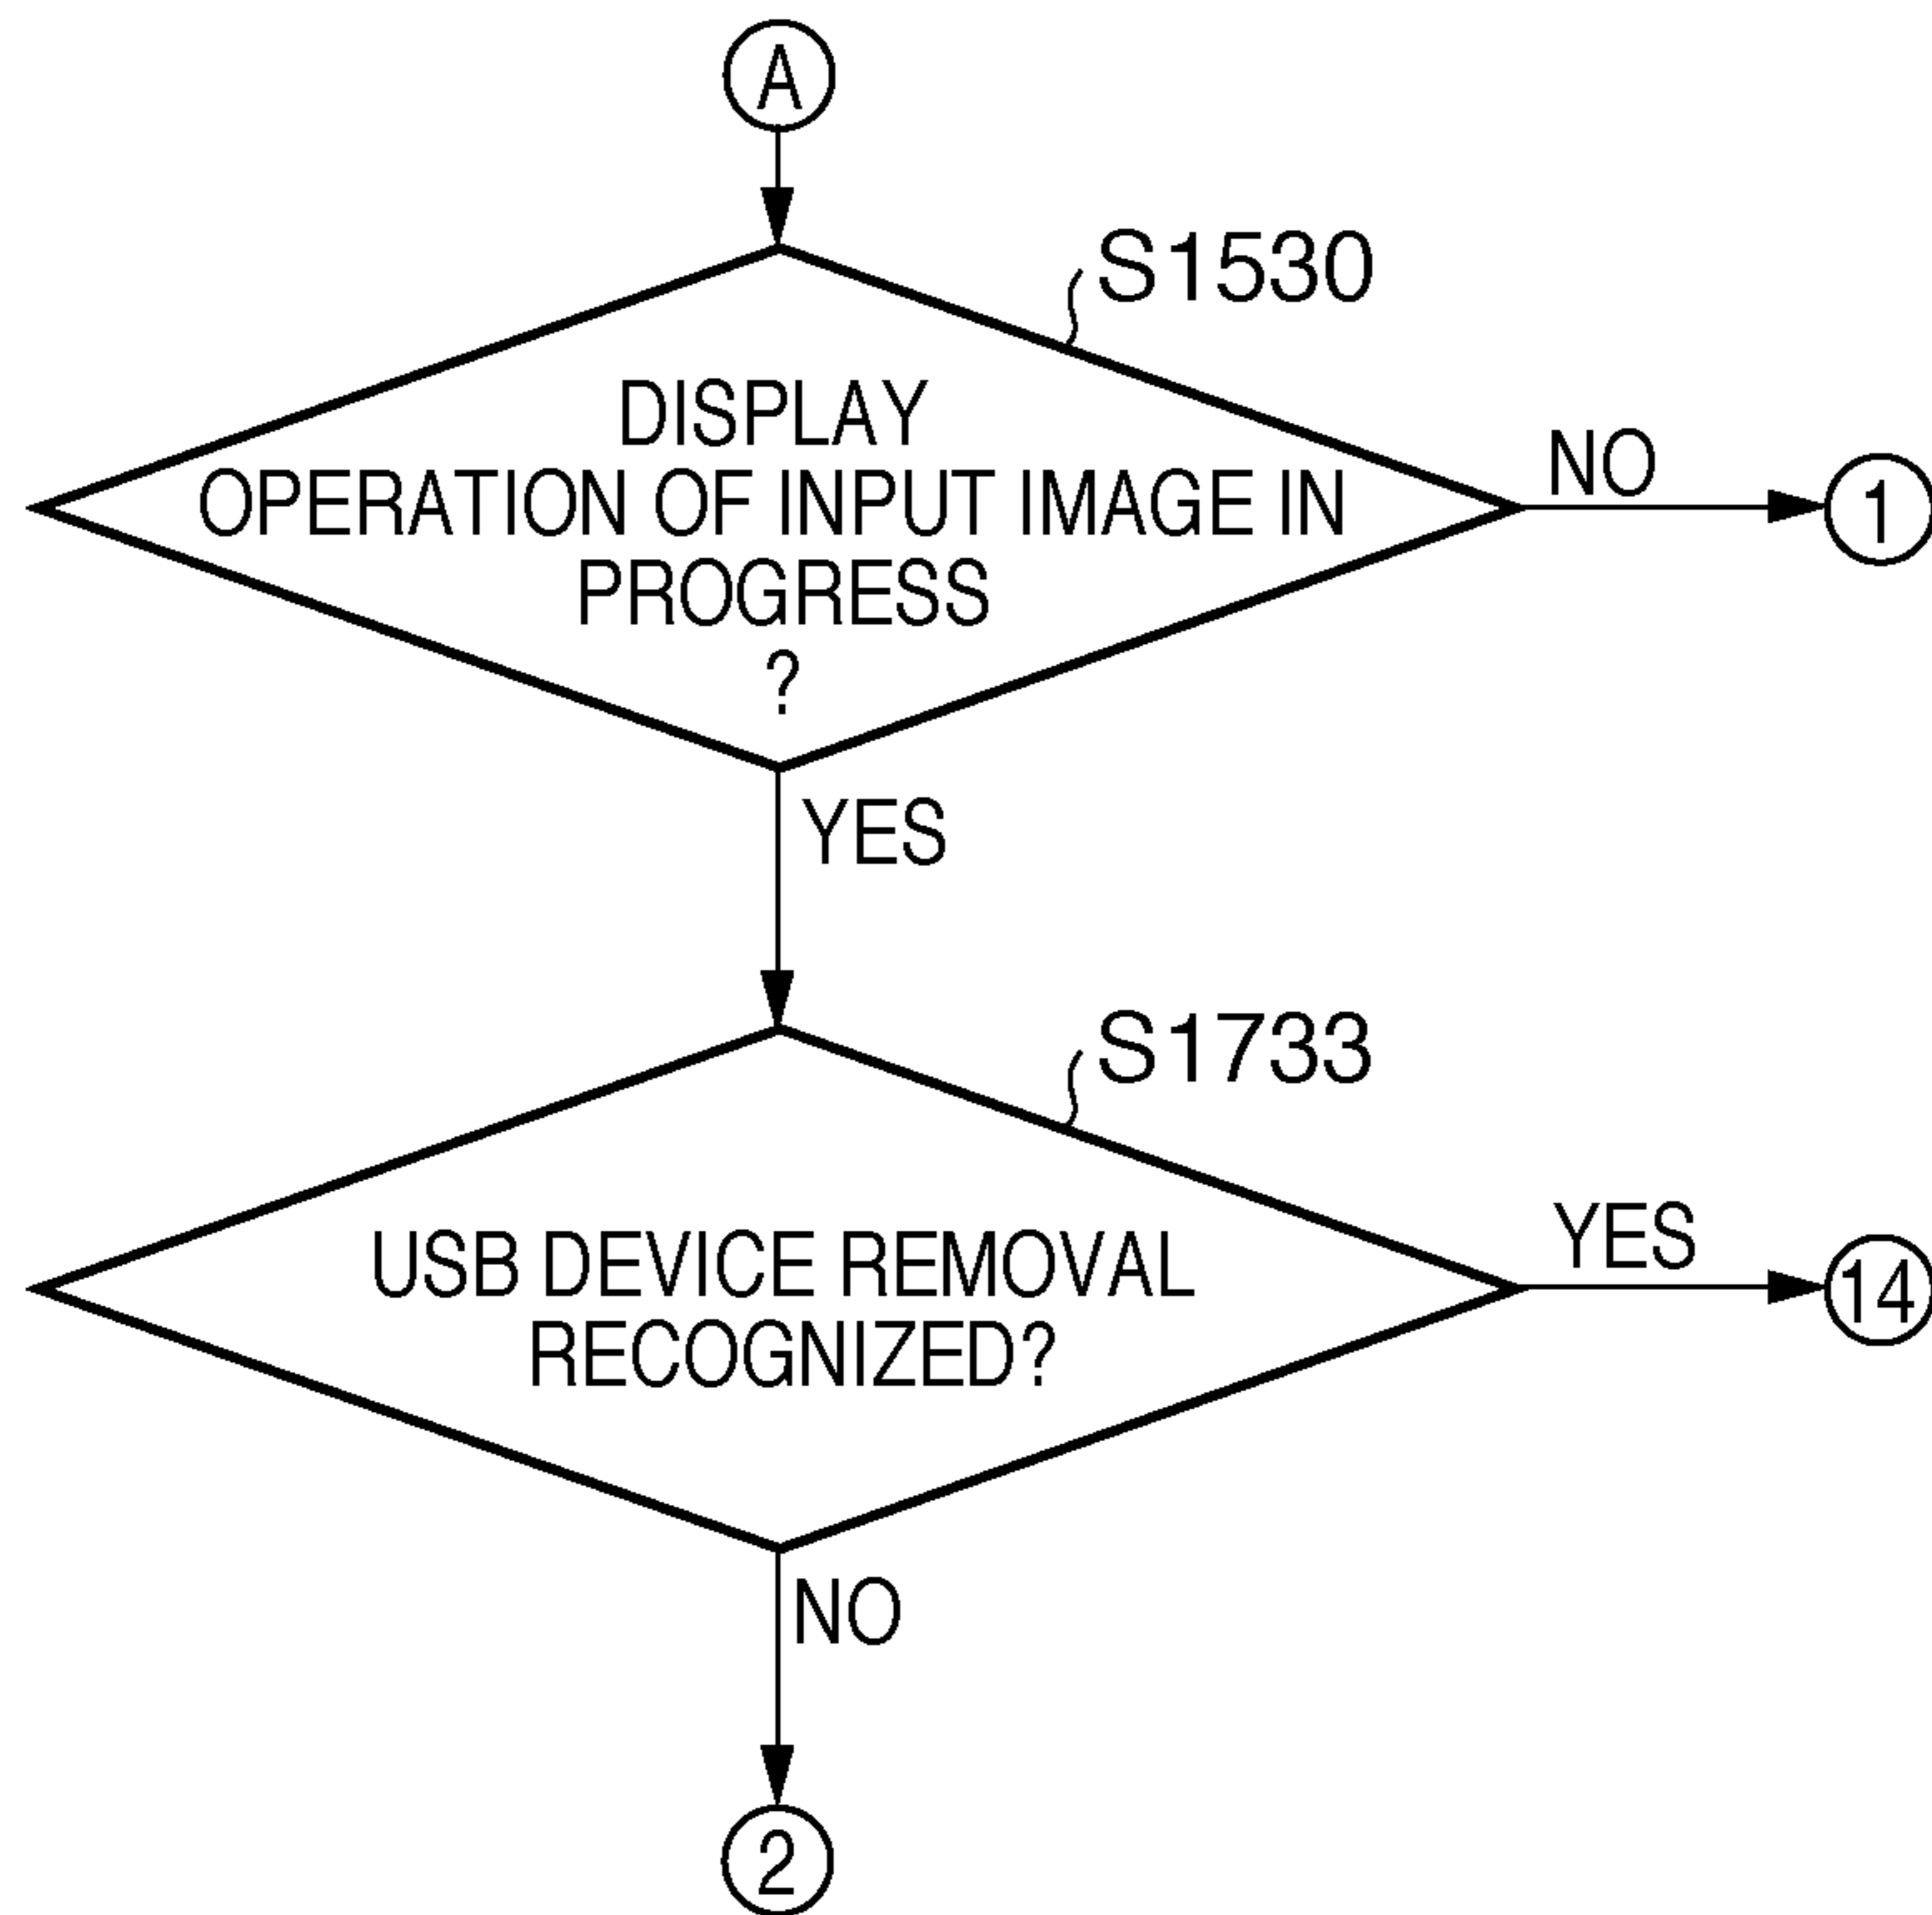 A
S1530
DISPLAY
OPERATION OF INPUT IMAGE IN
PROGRESS
?
NO
1
YES
S1733
USB DEVICE REMOVAL
RECOGNIZED?
YES
14
NO
2